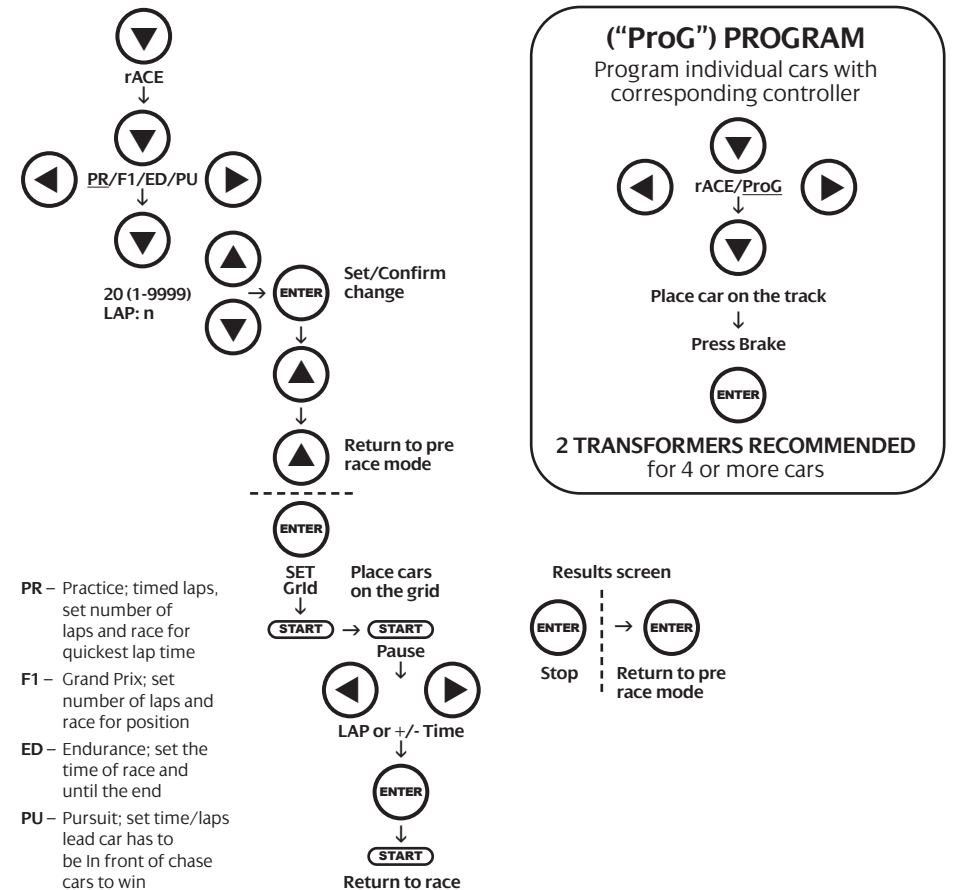 rACE
PR/F1/ED/PU
20 (1-9999)
LAP: n
ENTER
Set/Confirm
change
Return to pre
race mode
ENTER
SET
GrId
Place cars
on the grid
START
START
Pause
LAP or +/- Time
ENTER
START
Return to race
PR – Practice; timed laps,
set number of
laps and race for
quickest lap time
F1 – Grand Prix; set
number of laps and
race for position
ED – Endurance; set the
time of race and
until the end
PU – Pursuit; set time/laps
lead car has to
be In front of chase
cars to win
(“ProG”) PROGRAM
Program individual cars with
corresponding controller
rACE/ProG
Place car on the track
Press Brake
ENTER
2 TRANSFORMERS RECOMMENDED
for 4 or more cars
Results screen
ENTER
Stop
ENTER
Return to pre
race mode